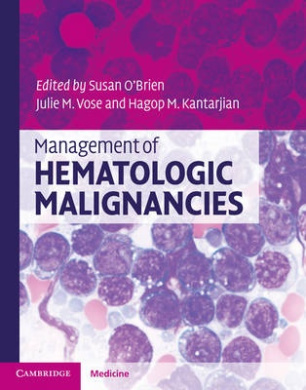 Edited by Susan O'Brien
Julie M. Vose and Hagop M. Kantarjian
Management of
HEMATOLOGIC
MALIGNANCIES
CAMBRIDGE Medicine